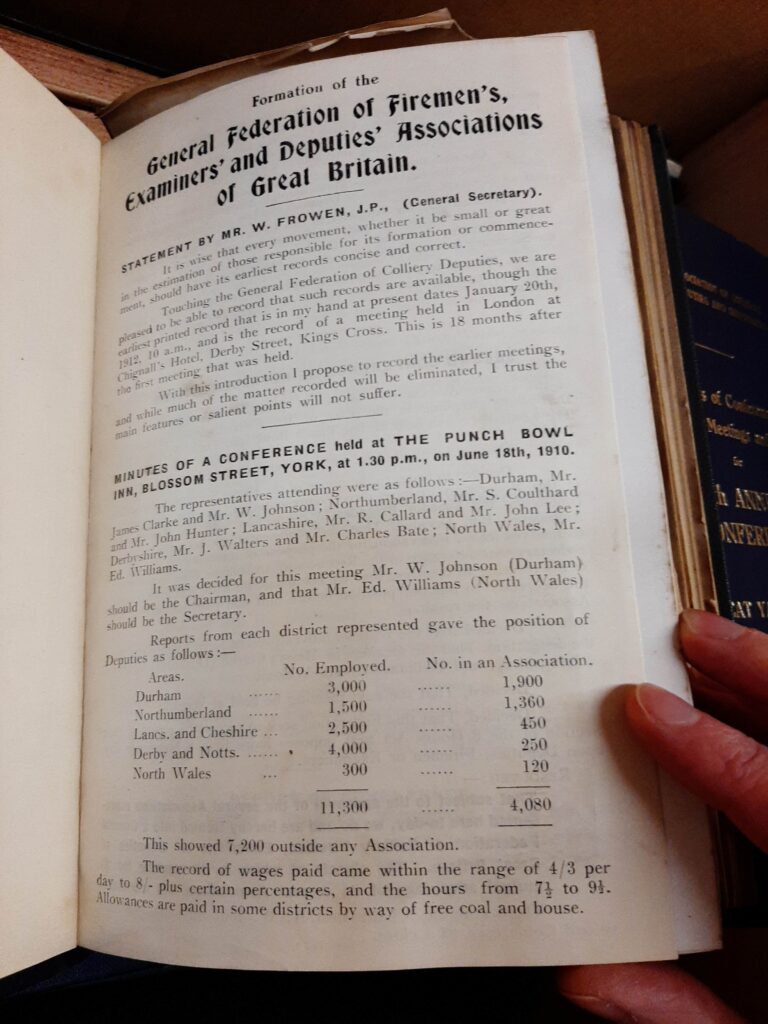 Formation of the
General Federation of Firemen's,
Examiners' and Deputies' Associations
of Great Britain.
STATEMENT BY MR. W. FROWEN, J.P., (General Secretary).
It is wise that every movement, whether it be small or great
in the estimation of those responsible for its formation or commence-
ment, should have its earliest records concise and correct.
Touching the General Federation of Colliery Deputies, we are
pleased to be able to record that such records are available, though the
earliest printed record that is in my hand at present dates January 20th,
1912, 10 a.m., and is the record of a meeting held in London at
Chignall's Hotel, Derby Street, Kings Cross. This is 18 months after
the first meeting that was held.
With this introduction I propose to record the earlier meetings,
and while much of the matter recorded will be eliminated, I trust the
main features or salient points will not suffer.
MINUTES OF A CONFERENCE held at THE PUNCH BOWL
INN, BLOSSOM STREET, YORK, at 1.30 p.m., on June 18th, 1910.
The representatives attending were as follows :—Durham, Mr.
James Clarke and Mr. W. Johnson ; Northumberland, Mr. S. Coulthard
and Mr. John Hunter ; Lancashire, Mr. R. Callard and Mr. John Lee ;
Derbyshire, Mr. J. Walters and Mr. Charles Bate ; North Wales, Mr.
Ed. Williams.
It was decided for this meeting Mr. W. Johnson (Durham)
should be the Chairman, and that Mr. Ed. Williams (North Wales)
should be the Secretary.
Reports from each district represented gave the position of
Deputies as follows :—
Areas. No. Employed. No. in an Association.
Durham ...... 3,000 ...... 1,900
Northumberland ...... 1,500 ...... 1,360
Lancs. and Cheshire ... 2,500 ...... 450
Derby and Notts. ...... 4,000 ...... 250
North Wales ... 300 ...... 120
11,300 ...... 4,080
This showed 7,200 outside any Association.
The record of wages paid came within the range of 4/3 per
day to 8/- plus certain percentages, and the hours from 7½ to 9½.
Allowances are paid in some districts by way of free coal and house.
of Conference
Meetings and
for
ANN